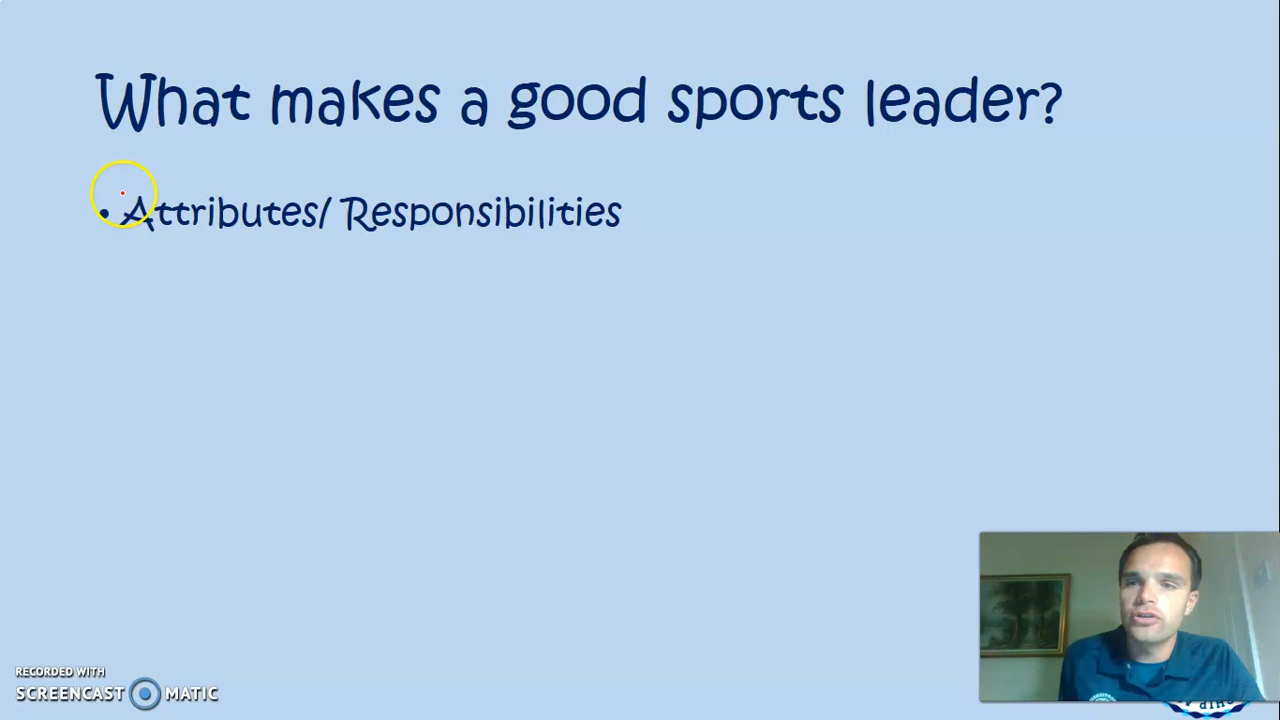 What makes a good sports leader?
• Attributes/ Responsibilities
RECORDED WITH
SCREENCAST MATIC